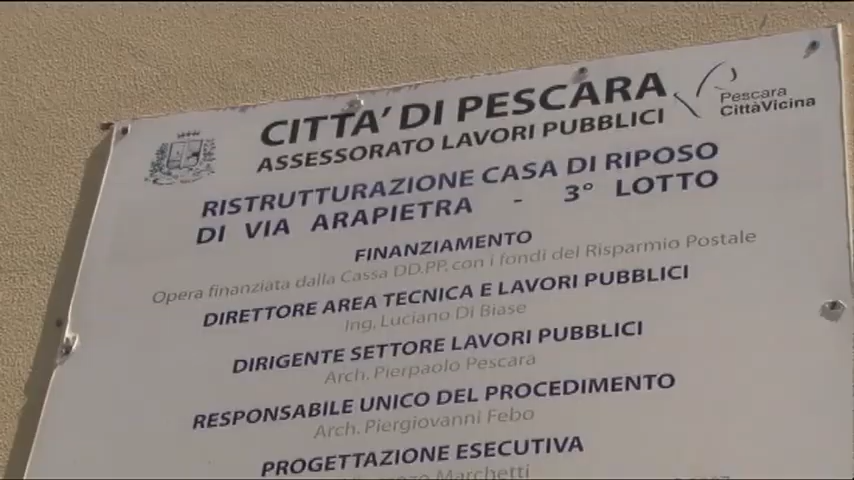 CITTA' DI PESCARA
ASSESSORATO LAVORI PUBBLICI
Pescara
CittàVicina
RISTRUTTURAZIONE CASA DI RIPOSO
DI VIA ARAPIETRA - 3° LOTTO
FINANZIAMENTO
Opera finanziata dalla Cassa DD.PP. con i fondi del Risparmio Postale
DIRETTORE AREA TECNICA E LAVORI PUBBLICI
Ing. Luciano Di Biase
DIRIGENTE SETTORE LAVORI PUBBLICI
Arch. Pierpaolo Pescara
RESPONSABILE UNICO DEL PROCEDIMENTO
Arch. Piergiovanni Febo
PROGETTAZIONE ESECUTIVA
Marchetti